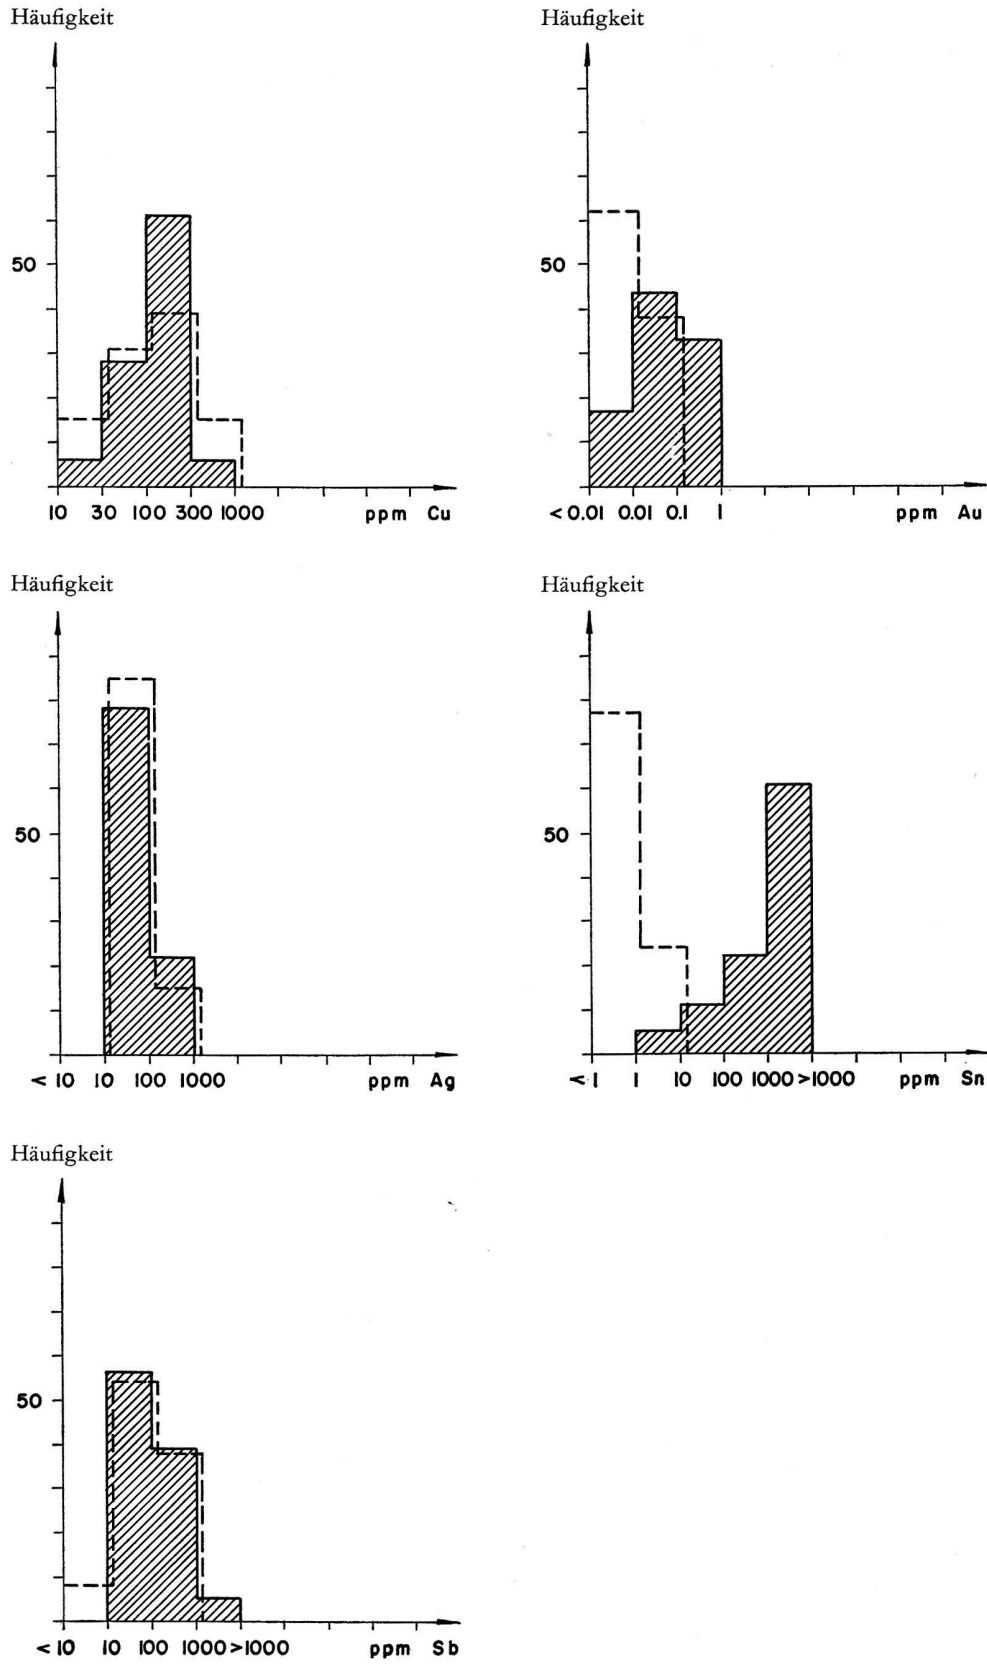 Häufigkeit
50
10 30 100 300 1000 ppm Cu
Häufigkeit
50
< 0.01 0.01 0.1 1 ppm Au
Häufigkeit
50
< 10 10 100 1000 ppm Ag
Häufigkeit
50
< 1 1 10 100 1000 >1000 ppm Sn
Häufigkeit
50
< 10 10 100 1000 >1000 ppm Sb